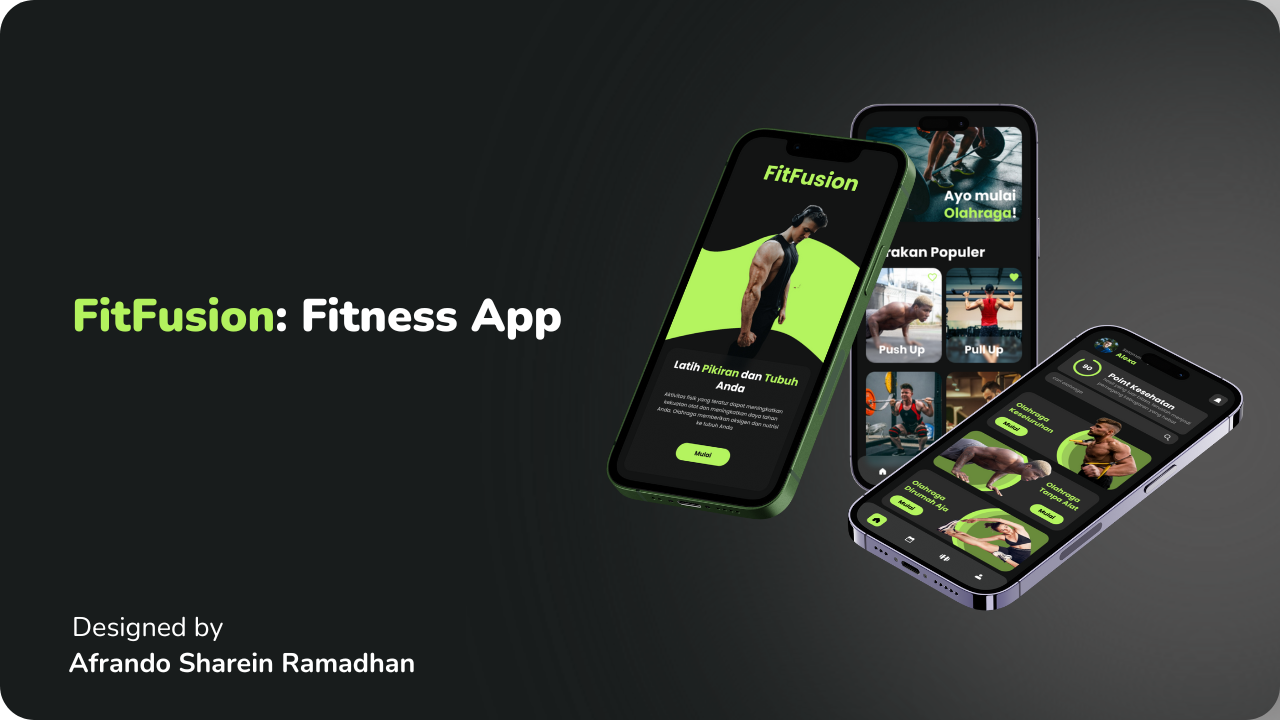 FitFusion: Fitness App
Designed by
Afrando Sharein Ramadhan
FitFusion
Latih Pikiran dan Tubuh
Anda
Aktivitas fisik yang teratur dapat meningkatkan
kekuatan otot dan meningkatkan daya tahan
Anda. Olahraga memberikan oksigen dan nutrisi
ke tubuh Anda
Mulai
Ayo mulai
Olahraga!
rakan Populer
Push Up
Pull Up
Alexa
90
Point Kesehatan
Olahraga
Keseluruhan
Mulai
Olahraga
Tanpa Alat
Mulai
Olahraga
Dirumah Aja
Mulai